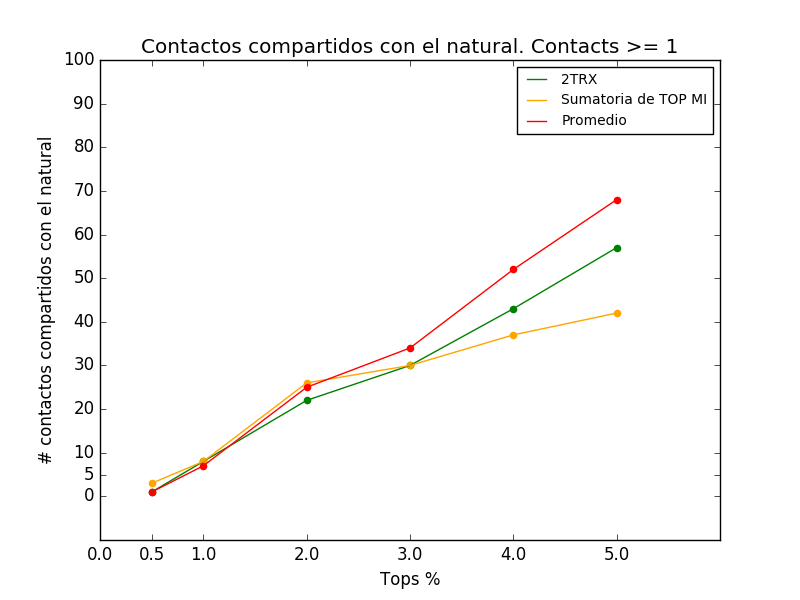 Contactos compartidos con el natural. Contacts >= 1
2TRX
Sumatoria de TOP MI
Promedio
# contactos compartidos con el natural
100
90
80
70
60
50
40
30
20
10
5
0
0.0 0.5 1.0 2.0 3.0 4.0 5.0
Tops %